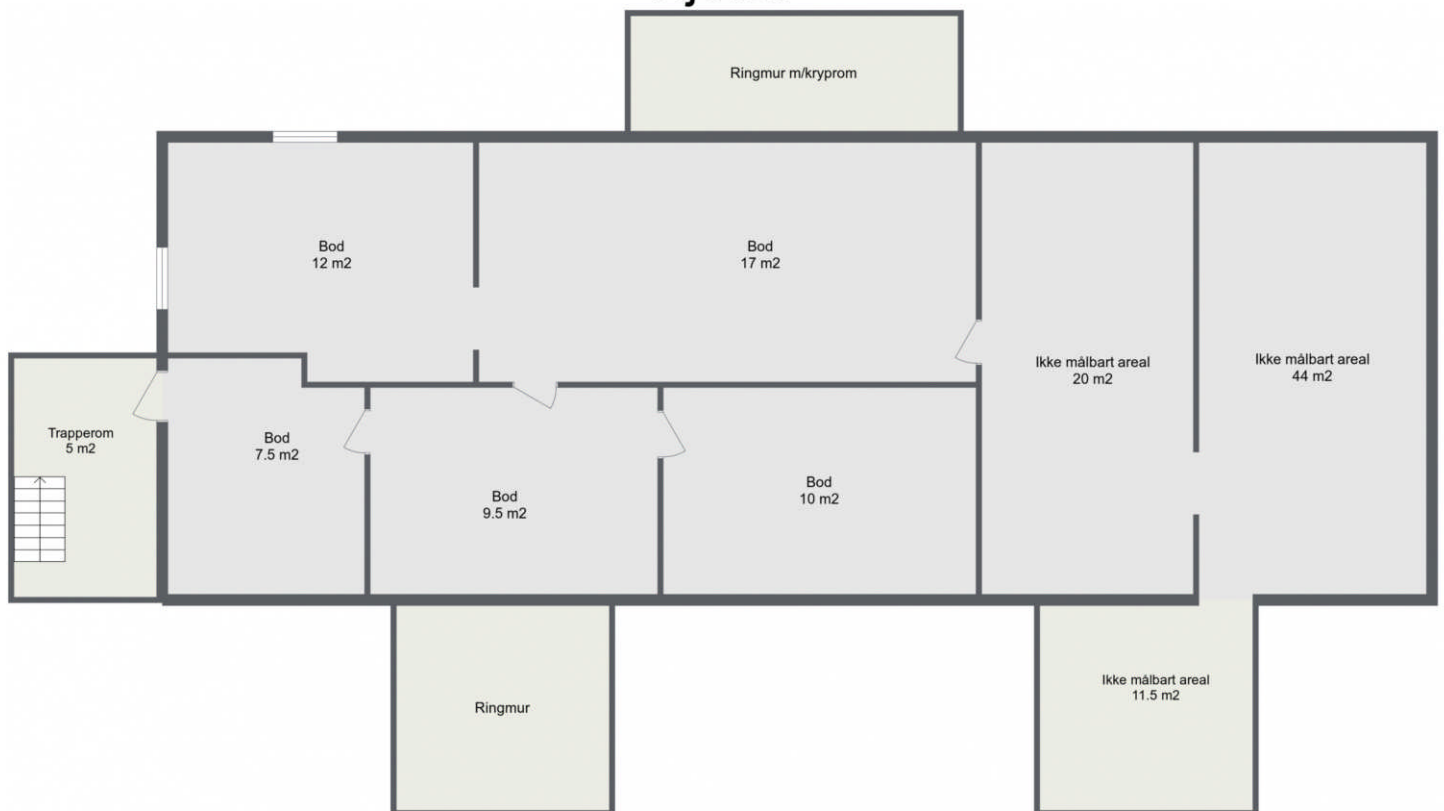 Ringmur m/kryprom
Bod
12 m2
Bod
17 m2
Ikke målbart areal
20 m2
Ikke målbart areal
44 m2
Trapperom
5 m2
Bod
7.5 m2
Bod
9.5 m2
Bod
10 m2
Ringmur
Ikke målbart areal
11.5 m2